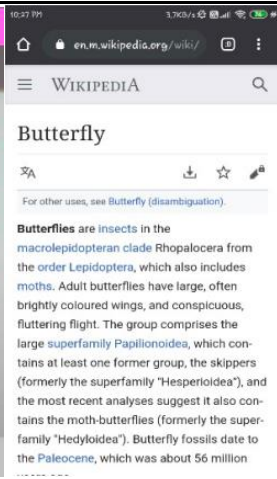 10:27 PM 3,7KB/s
en.m.wikipedia.org/wiki/
WIKIPEDIA
Butterfly
For other uses, see Butterfly (disambiguation).
Butterflies are insects in the
macrolepidopteran clade Rhopalocera from
the order Lepidoptera, which also includes
moths. Adult butterflies have large, often
brightly coloured wings, and conspicuous,
fluttering flight. The group comprises the
large superfamily Papilionoidea, which con-
tains at least one former group, the skippers
(formerly the superfamily "Hesperioidea"), and
the most recent analyses suggest it also con-
tains the moth-butterflies (formerly the super-
family "Hedyloidea"). Butterfly fossils date to
the Paleocene, which was about 56 million